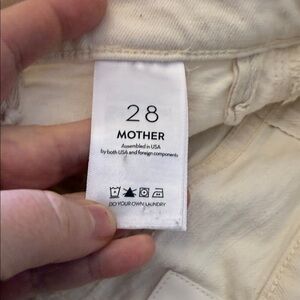 28
MOTHER
Assembled in USA
by both USA and foreign components
DO YOUR OWN LAUNDRY